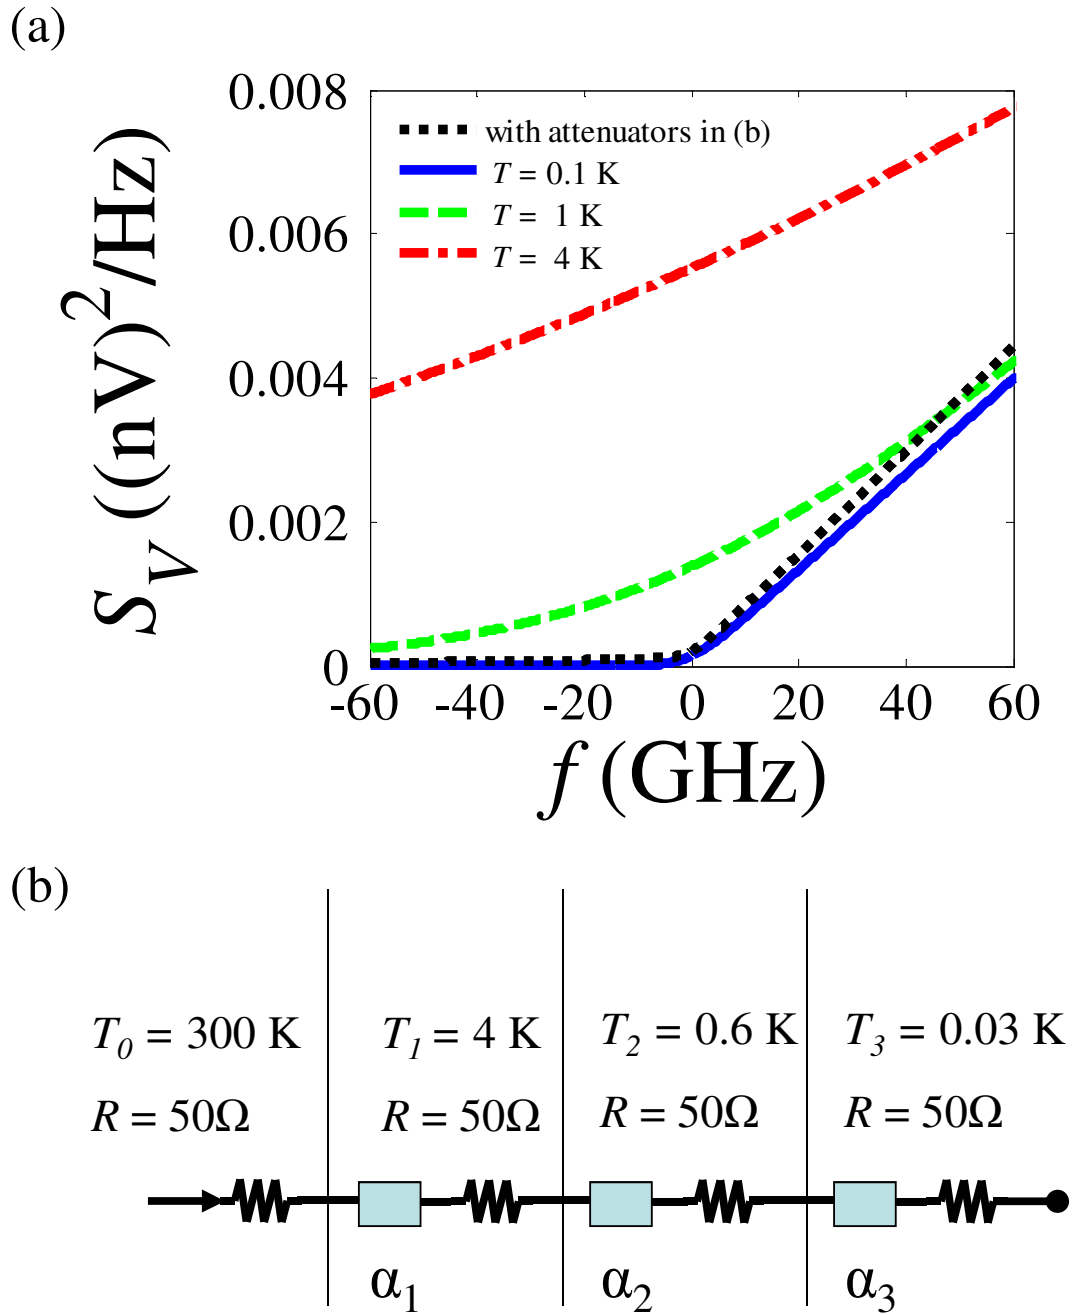 (a)
0.008
0.006
0.004
0.002
0
S_V ((nV)^2/Hz)
with attenuators in (b)
T = 0.1 K
T = 1 K
T = 4 K
-60 -40 -20 0 20 40 60
f (GHz)
(b)
T_0 = 300 K T_1 = 4 K T_2 = 0.6 K T_3 = 0.03 K
R = 50Ω R = 50Ω R = 50Ω R = 50Ω
α_1 α_2 α_3